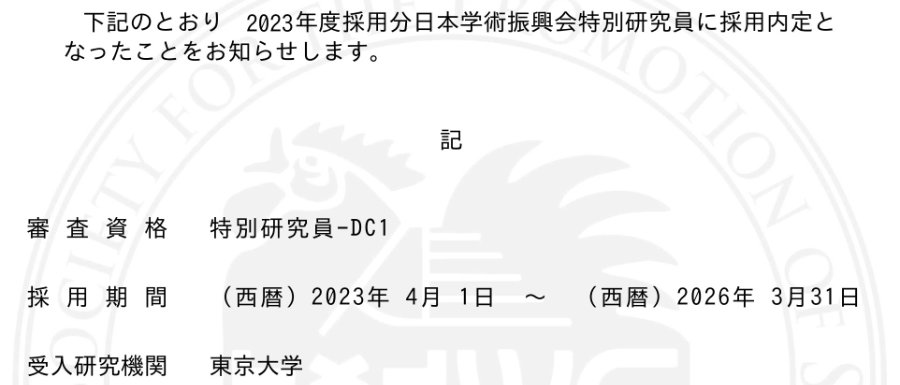 下記のとおり　2023年度採用分日本学術振興会特別研究員に採用内定と
なったことをお知らせします。
記
審 査 資 格　特別研究員-DC1
採 用 期 間　（西暦）2023年 4月 1日　～　（西暦）2026年 3月31日
受入研究機関　東京大学
SOCIETY FOR THE PROMOTION OF S